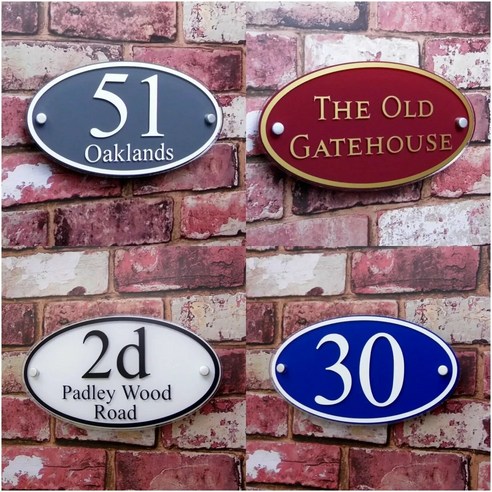 51
Oaklands
The Old
Gatehouse
2d
Padley Wood
Road
30